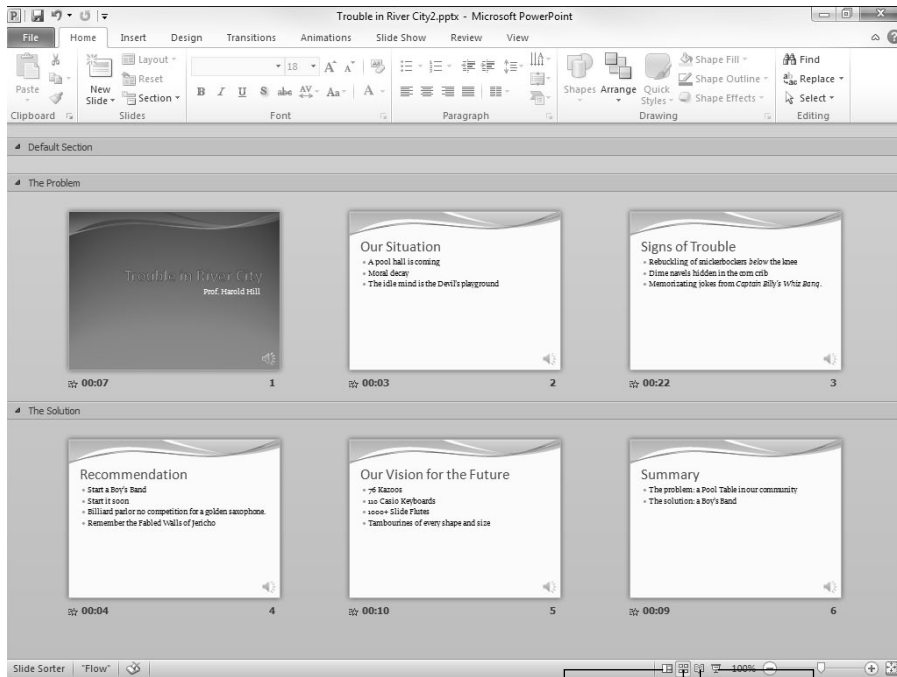 Trouble in River City2.pptx - Microsoft PowerPoint
File Home Insert Design Transitions Animations Slide Show Review View
Paste
New Slide
Layout
Reset
Section
18
B I U S abc AV Aa A
Shapes Arrange Quick Styles
Shape Fill
Shape Outline
Shape Effects
Find
Replace
Select
Clipboard Slides Font Paragraph Drawing Editing
Default Section
The Problem
Trouble in River City
Prof. Harold Hill
00:07 1
Our Situation
A pool hall is coming
Moral decay
The idle mind is the Devil's playground
00:03 2
Signs of Trouble
Rebuckling of knickerbockers below the knee
Dime novels hidden in the corn crib
Memorizating jokes from Captain Billy's Whiz Bang.
00:22 3
The Solution
Recommendation
Start a Boy's Band
Start it soon
Billiard parlor no competition for a golden saxophone.
Remember the Fabled Walls of Jericho
00:04 4
Our Vision for the Future
76 Kazoos
110 Casio Keyboards
1000+ Slide Flutes
Tambourines of every shape and size
00:10 5
Summary
The problem: a Pool Table in our community
The solution: a Boy's Band
00:09 6
Slide Sorter "Flow" 100%